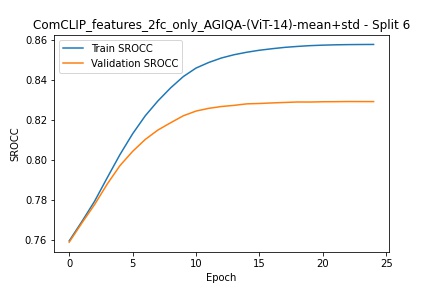 ComCLIP_features_2fc_only_AGIQA-(ViT-14)-mean+std - Split 6
Train SROCC
Validation SROCC
0.86
0.84
0.82
0.80
0.78
0.76
SROCC
0 5 10 15 20 25
Epoch